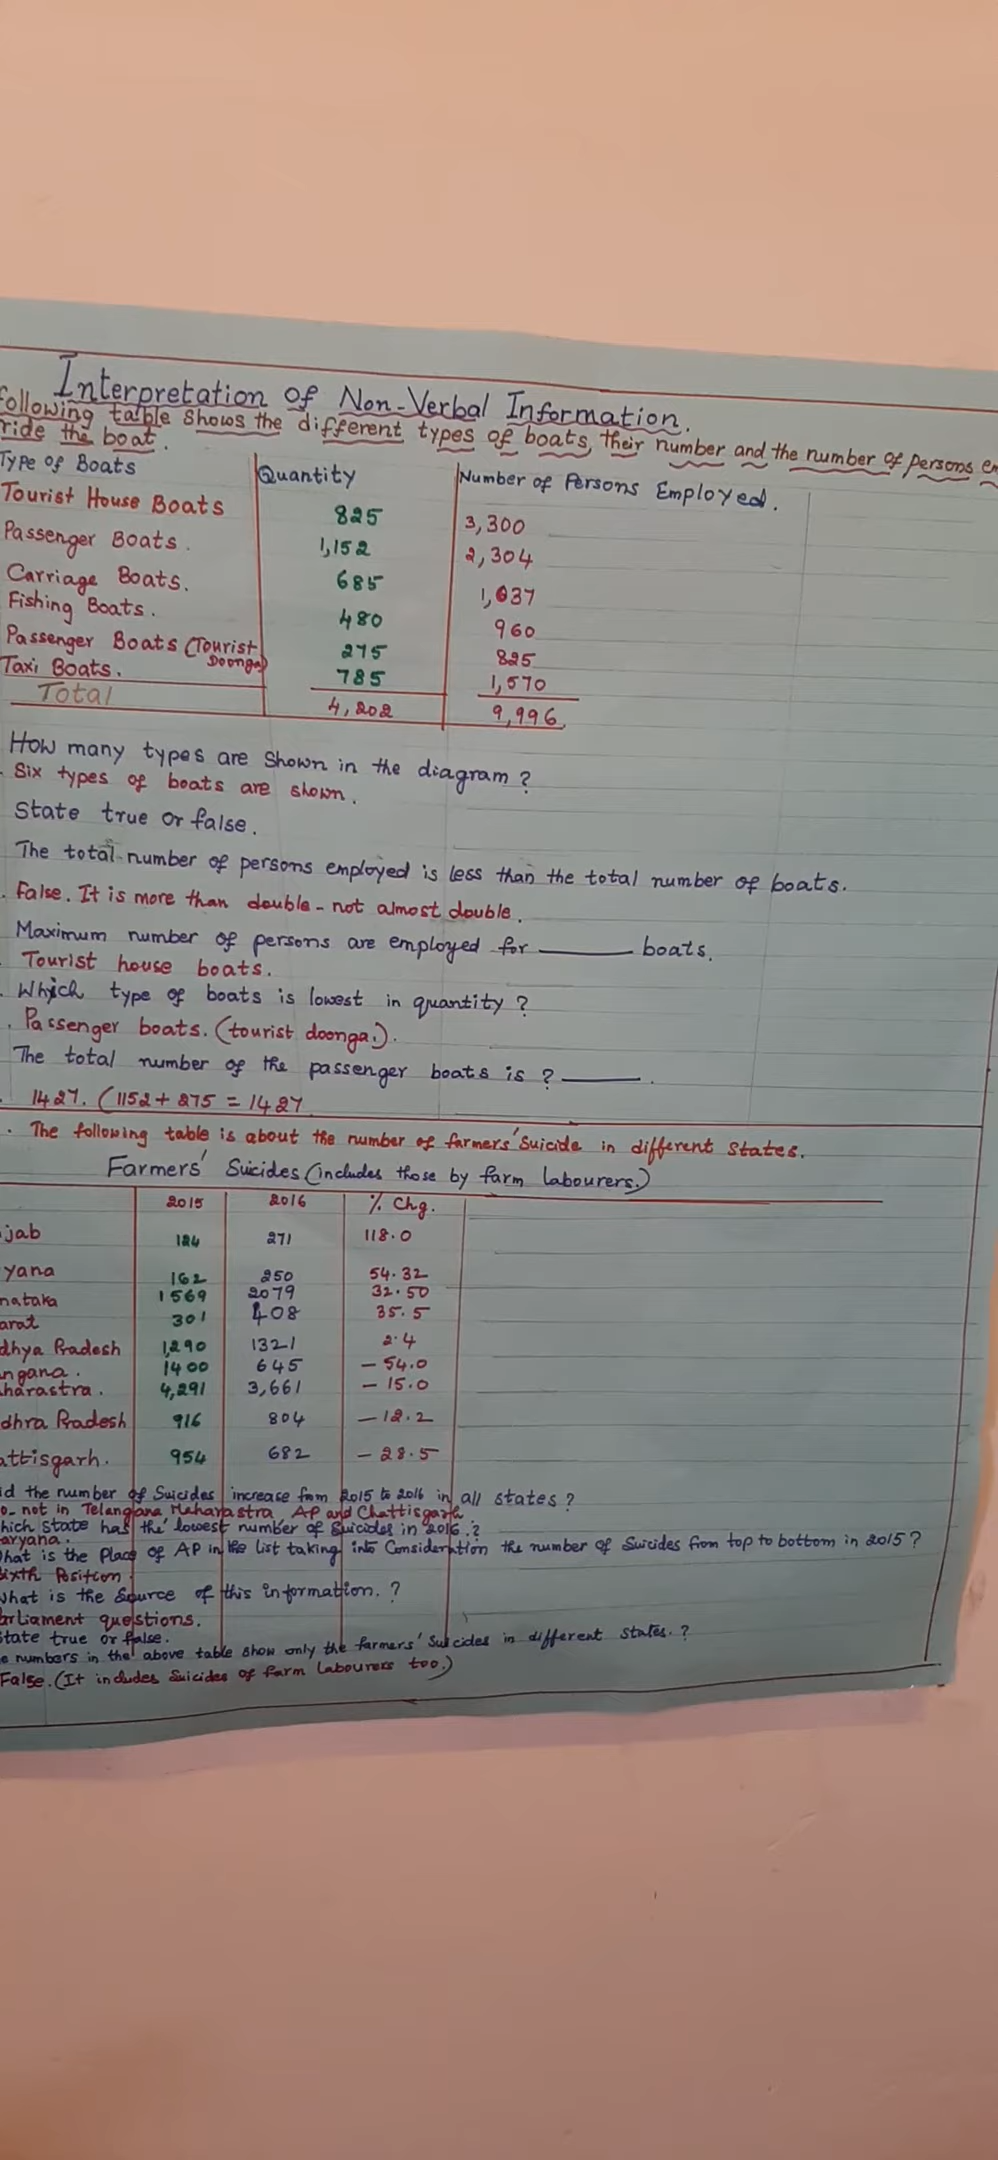 Interpretation of Non-Verbal Information.
following table shows the different types of boats, their number and the number of persons em
ride the boat.
Type of Boats Quantity Number of Persons Employed.
Tourist House Boats 825 3,300
Passenger Boats. 1,152 2,304
Carriage Boats. 685 1,037
Fishing Boats. 480 960
Passenger Boats (Tourist Doonga) 275 825
Taxi Boats. 785 1,570
Total 4,202 9,996
How many types are shown in the diagram?
Six types of boats are shown.
State true or false.
The total number of persons employed is less than the total number of boats.
False. It is more than double - not almost double.
Maximum number of persons are employed for ______ boats.
Tourist house boats.
Which type of boats is lowest in quantity?
Passenger boats. (tourist doonga.).
The total number of the passenger boats is ? ______.
1427. (1152 + 275 = 1427
. The following table is about the number of farmers' Suicide in different States.
Farmers' Suicides (includes those by farm labourers.)
2015 2016 % Chg.
jab 124 271 118.0
yana 162 250 54.32
nataka 1569 2079 32.50
arat 301 408 35.5
dhya Pradesh 1,290 1321 2.4
ngana. 1400 645 - 54.0
harastra. 4,291 3,661 - 15.0
dhra Pradesh 916 804 - 12.2
attisgarh. 954 682 - 28.5
id the number of Suicides increase from 2015 to 2016 in all states?
o- not in Telangana, Maharastra, AP and Chattisgarh.
hich state has the lowest number of Suicides in 2016.?
aryana.
hat is the Place of AP in the list taking into Consideration the number of Suicides from top to bottom in 2015?
ixth Position.
what is the Source of this information.?
arliament questions.
tate true or false.
e numbers in the above table show only the farmers' Suicides in different states.?
False. (It includes Suicides of farm Labourers too.)